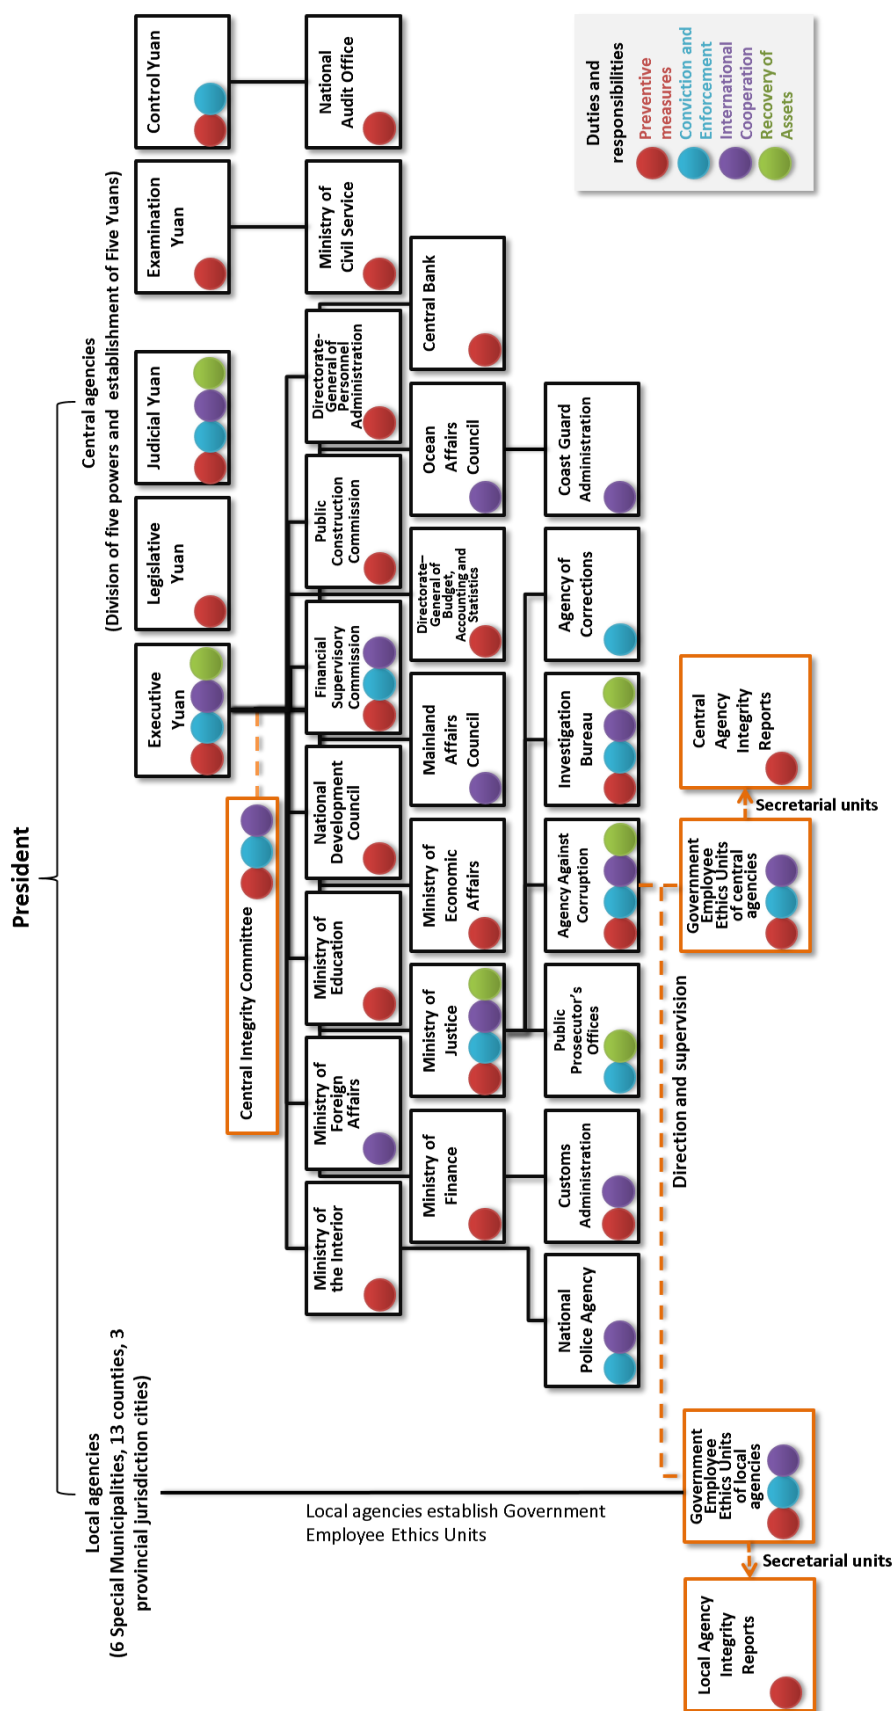 President
Local agencies
(6 Special Municipalities, 13 counties, 3
provincial jurisdiction cities)
Central agencies
(Division of five powers and establishment of Five Yuans)
Executive
Yuan
Legislative
Yuan
Judicial Yuan
Examination
Yuan
Control Yuan
Central Integrity Committee
Ministry of
the Interior
Ministry of
Foreign
Affairs
Ministry of
Education
National
Development
Council
Financial
Supervisory
Commission
Public
Construction
Commission
Directorate-
General of
Personnel
Administration
Ministry of
Civil Service
National
Audit Office
Ministry of
Finance
Ministry of
Justice
Ministry of
Economic
Affairs
Mainland
Affairs
Council
Directorate–
General of
Budget,
Accounting and
Statistics
Ocean
Affairs
Council
Central Bank
National
Police Agency
Customs
Administration
Public
Prosecutor’s
Offices
Agency Against
Corruption
Investigation
Bureau
Agency of
Corrections
Coast Guard
Administration
Local agencies establish Government
Employee Ethics Units
Direction and supervision
Government
Employee
Ethics Units
of local
agencies
Secretarial units
Local Agency
Integrity
Reports
Government
Employee
Ethics Units
of central
agencies
Secretarial units
Central
Agency
Integrity
Reports
Duties and
responsibilities
Preventive
measures
Conviction and
Enforcement
International
Cooperation
Recovery of
Assets